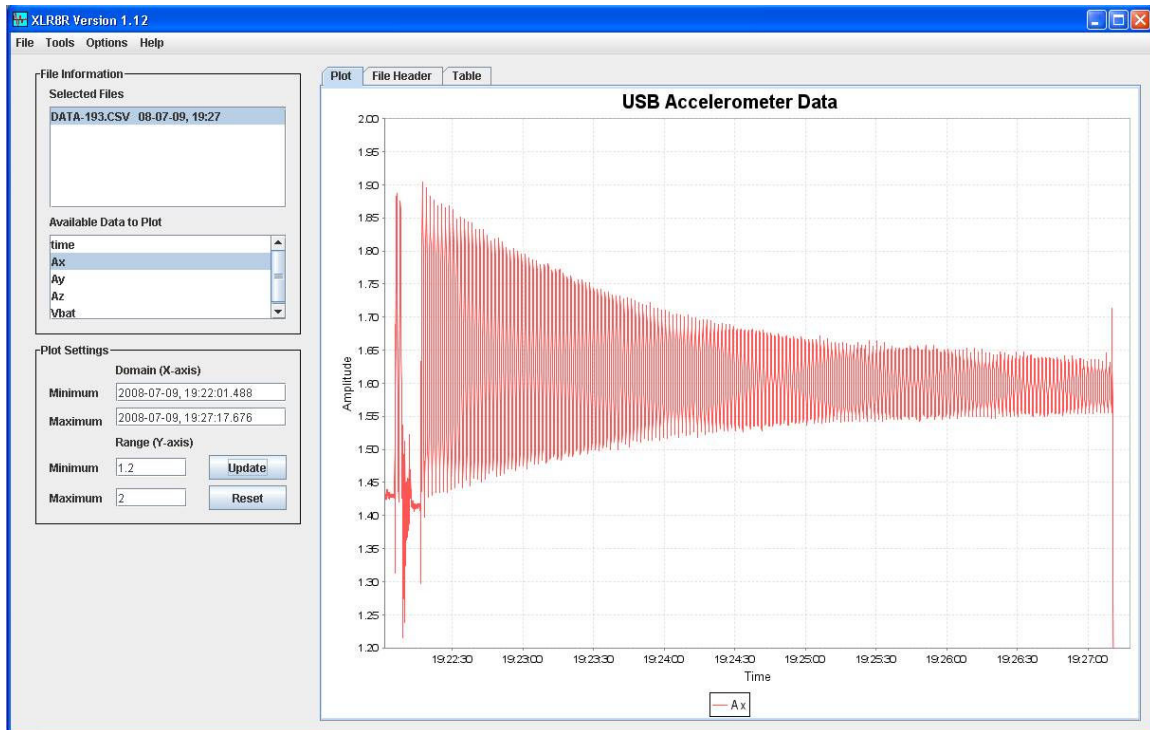 XLR8R Version 1.12
File Tools Options Help
File Information
Selected Files
DATA-193.CSV 08-07-09, 19:27
Available Data to Plot
time
Ax
Ay
Az
Vbat
Plot Settings
Domain (X-axis)
Minimum 2008-07-09, 19:22:01.488
Maximum 2008-07-09, 19:27:17.676
Range (Y-axis)
Minimum 1.2 Update
Maximum 2 Reset
Plot File Header Table
USB Accelerometer Data
2.00
1.95
1.90
1.85
1.80
1.75
1.70
1.65
1.60
1.55
1.50
1.45
1.40
1.35
1.30
1.25
1.20
Amplitude
19:22:30 19:23:00 19:23:30 19:24:00 19:24:30 19:25:00 19:25:30 19:26:00 19:26:30 19:27:00
Time
Ax